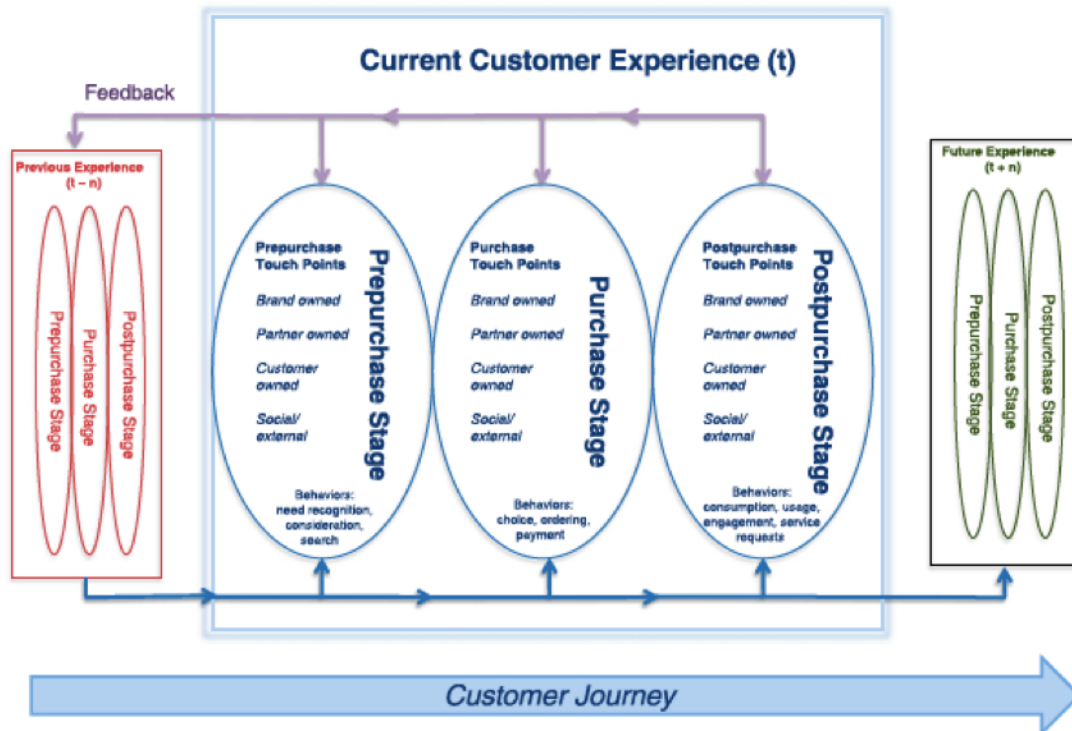 Current Customer Experience (t)
Feedback
Previous Experience
(t – n)
Prepurchase Stage
Purchase Stage
Postpurchase Stage
Prepurchase
Touch Points
Brand owned
Partner owned
Customer
owned
Social/
external
Prepurchase Stage
Behaviors:
need recognition,
consideration,
search
Purchase
Touch Points
Brand owned
Partner owned
Customer
owned
Social/
external
Purchase Stage
Behaviors:
choice, ordering,
payment
Postpurchase
Touch Points
Brand owned
Partner owned
Customer
owned
Social/
external
Postpurchase Stage
Behaviors:
consumption, usage,
engagement, service
requests
Future Experience
(t + n)
Prepurchase Stage
Purchase Stage
Postpurchase Stage
Customer Journey